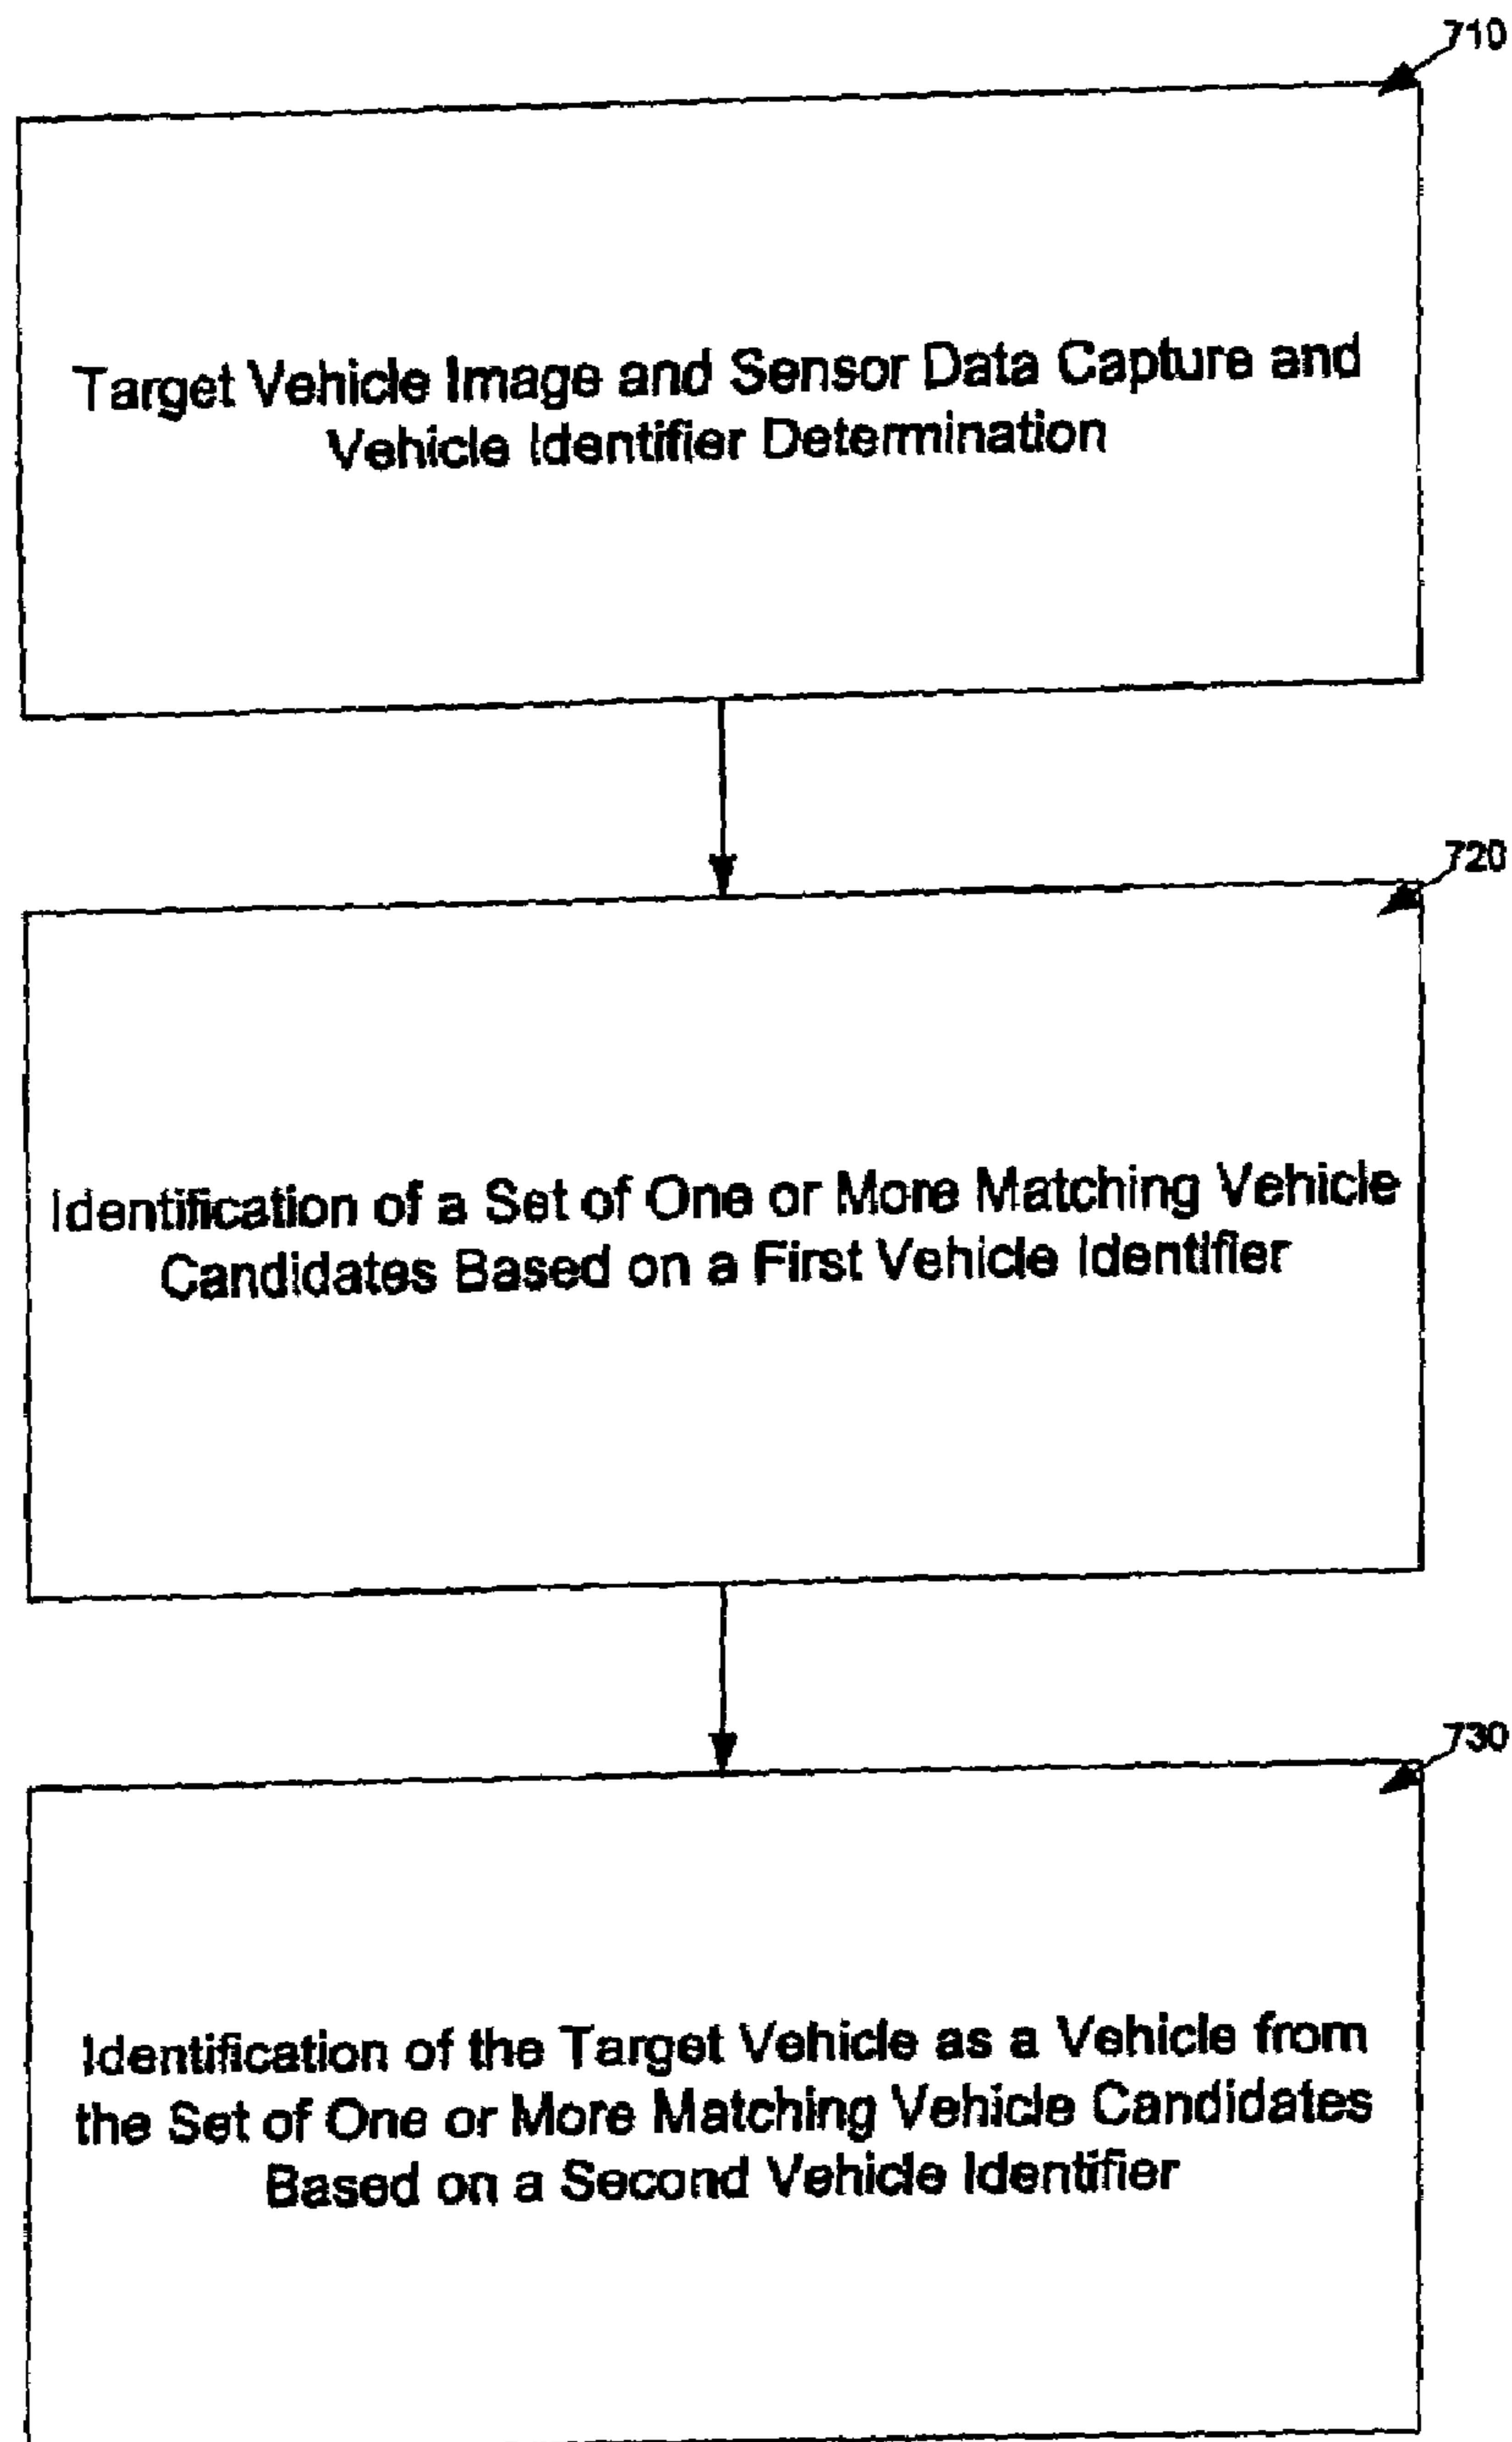 710
Target Vehicle Image and Sensor Data Capture and
Vehicle Identifier Determination
720
Identification of a Set of One or More Matching Vehicle
Candidates Based on a First Vehicle Identifier
730
Identification of the Target Vehicle as a Vehicle from
the Set of One or More Matching Vehicle Candidates
Based on a Second Vehicle Identifier